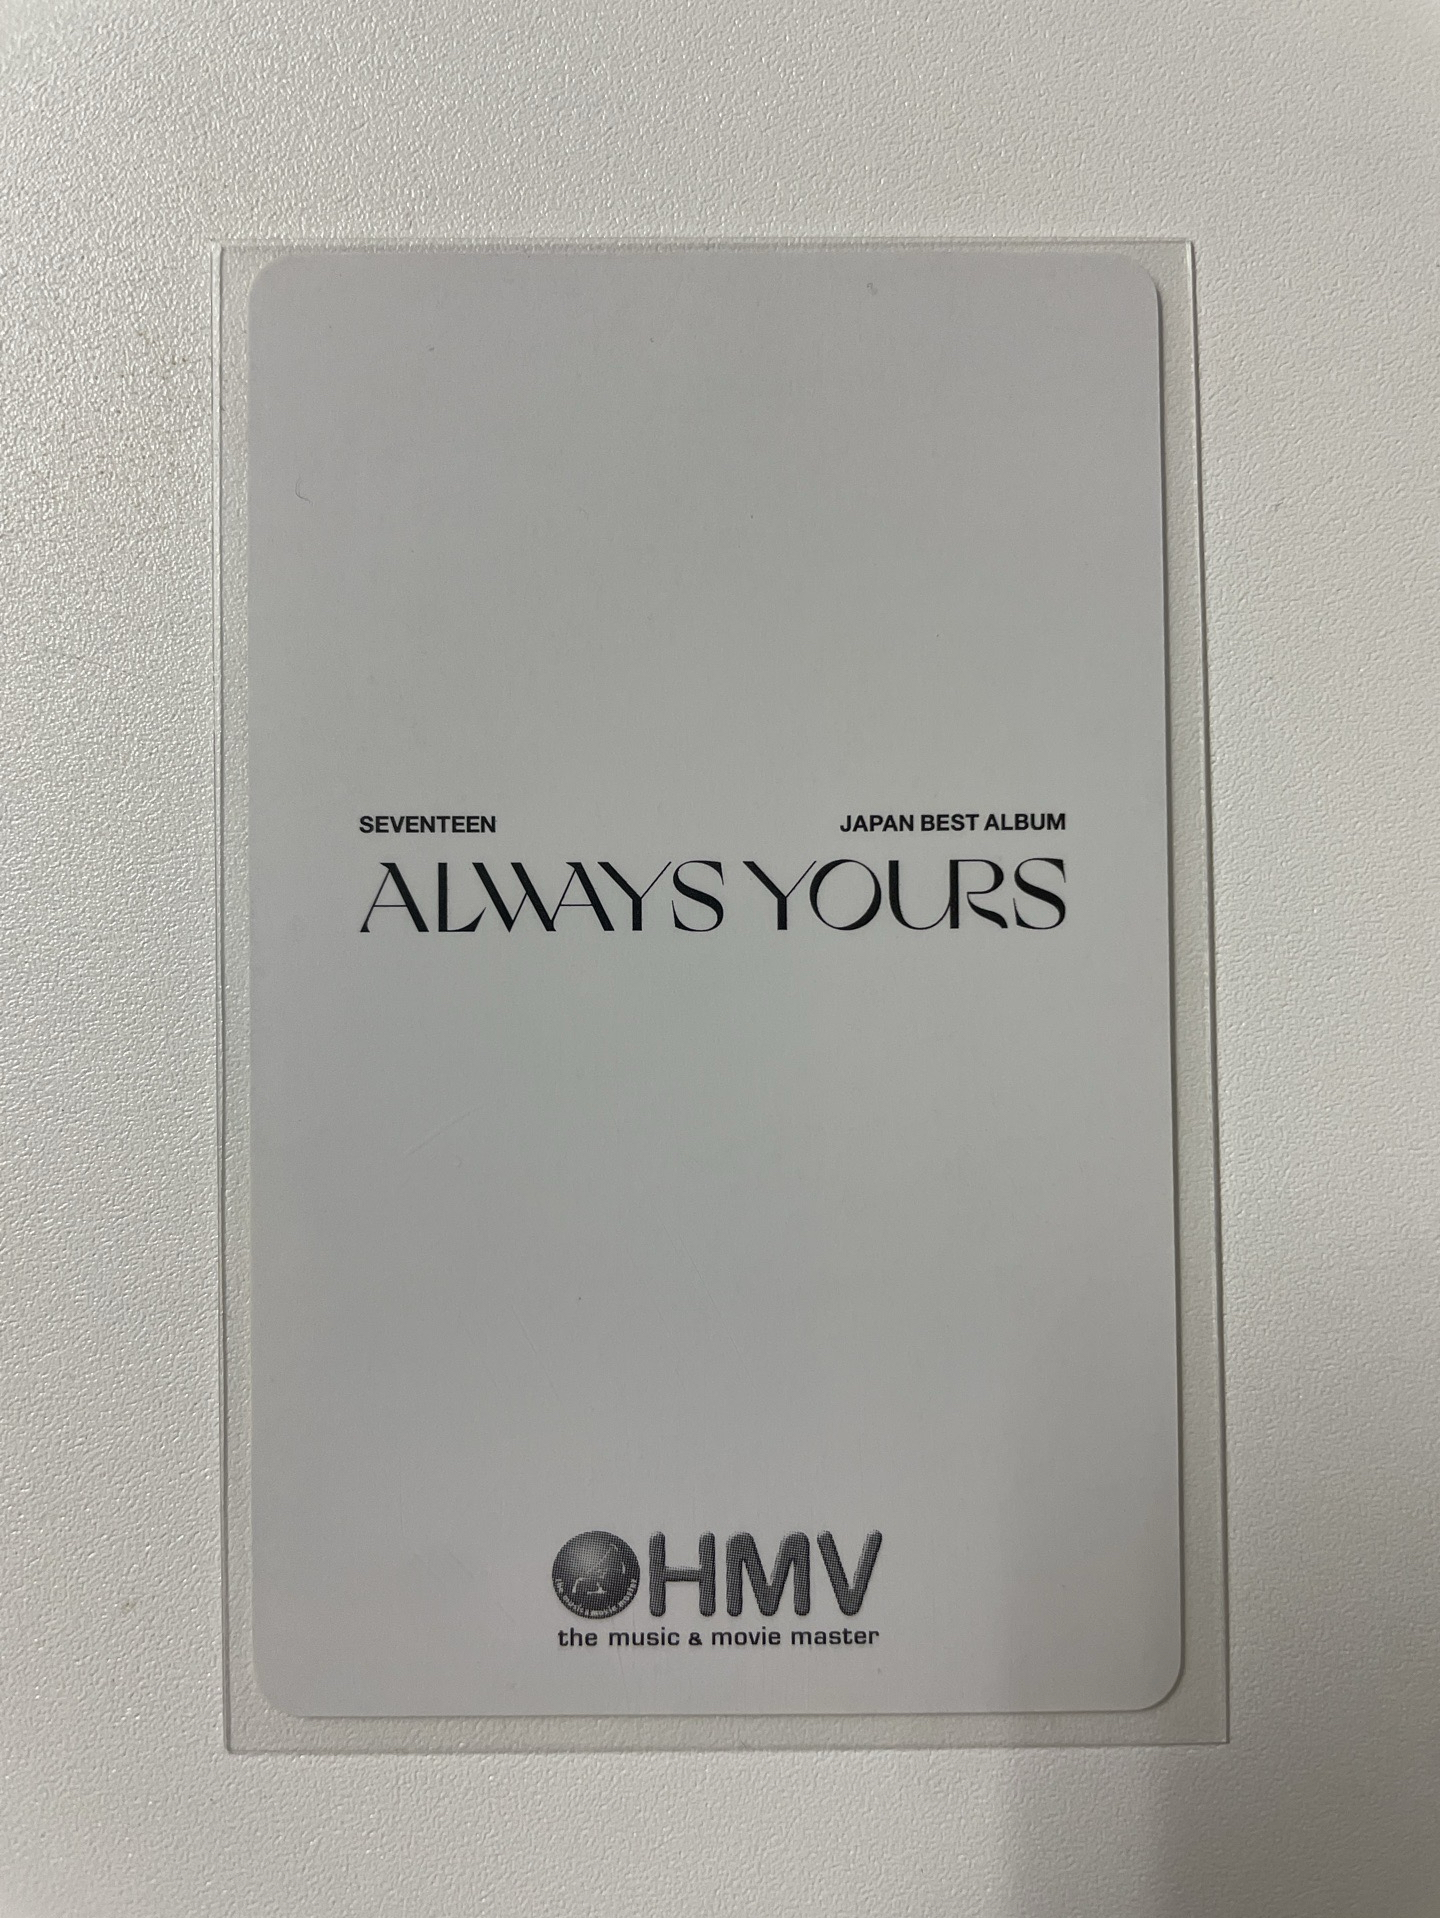 SEVENTEEN JAPAN BEST ALBUM
ALWAYS YOURS
HMV
the music & movie master